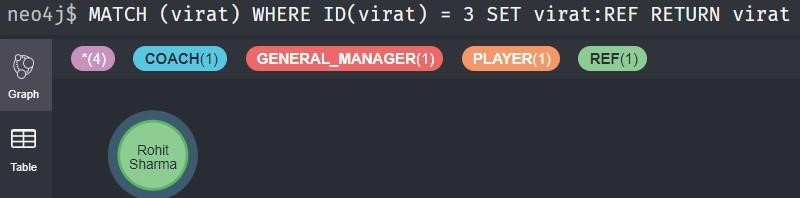 neo4j$ MATCH (virat) WHERE ID(virat) = 3 SET virat:REF RETURN virat
*(4) COACH(1) GENERAL_MANAGER(1) PLAYER(1) REF(1)
Graph
Rohit
Sharma
Table